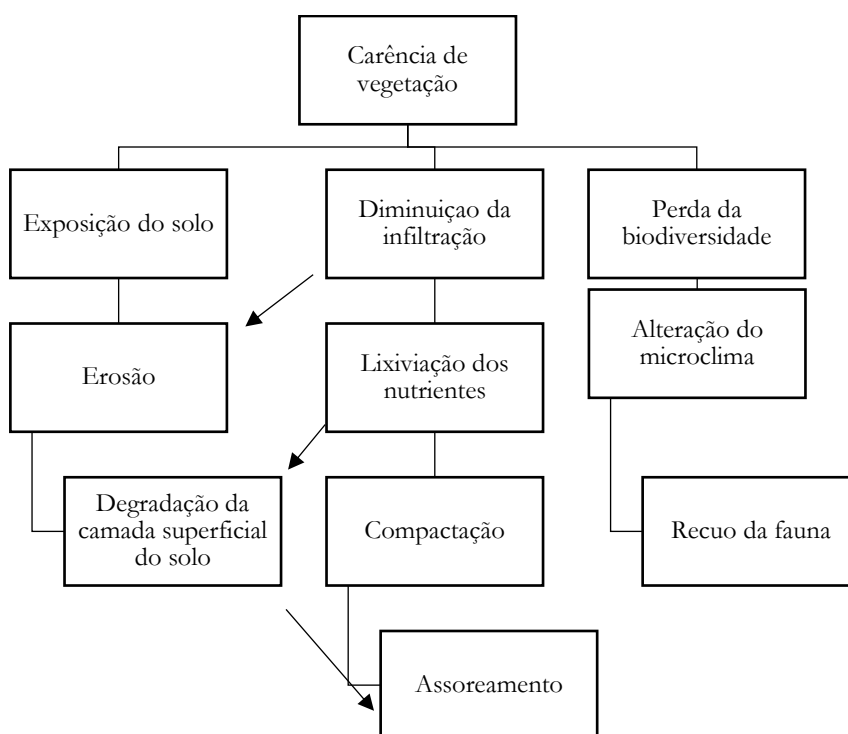 Carência de
vegetação
Exposição do solo
Diminuiçao da
infiltração
Perda da
biodiversidade
Erosão
Lixiviação dos
nutrientes
Alteração do
microclima
Degradação da
camada superficial
do solo
Compactação
Recuo da fauna
Assoreamento